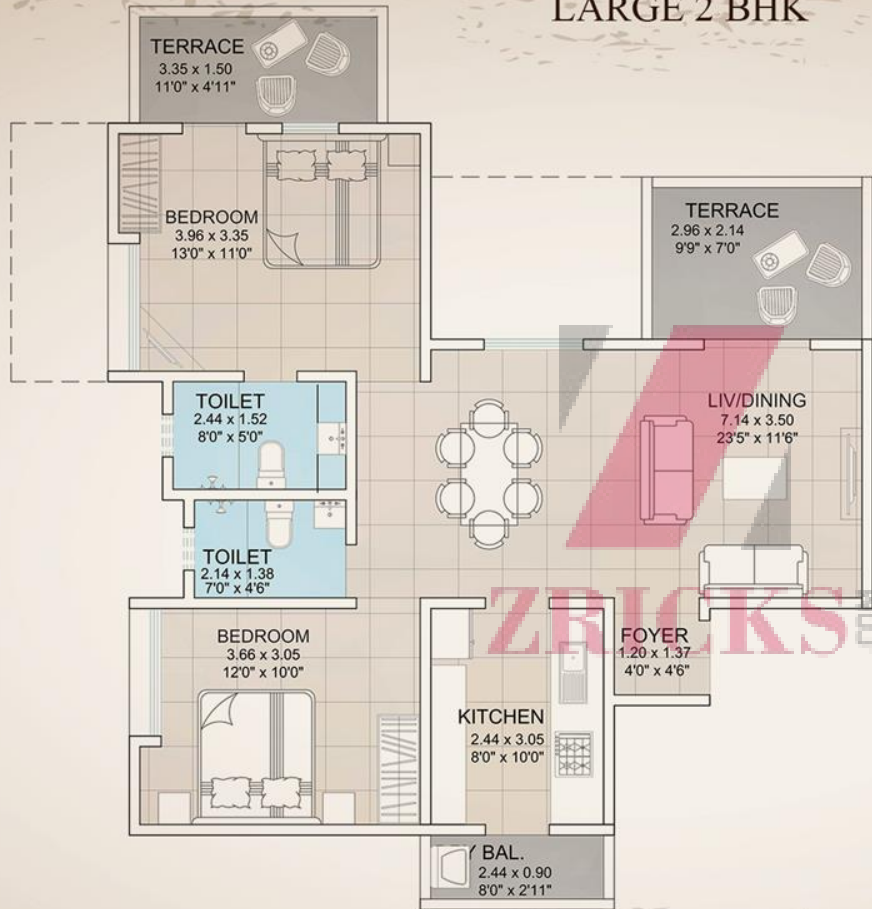 LARGE 2 BHK
TERRACE
3.35 x 1.50
11'0" x 4'11"
BEDROOM
3.96 x 3.35
13'0" x 11'0"
TERRACE
2.96 x 2.14
9'9" x 7'0"
TOILET
2.44 x 1.52
8'0" x 5'0"
LIV/DINING
7.14 x 3.50
23'5" x 11'6"
TOILET
2.14 x 1.38
7'0" x 4'6"
ZRICKS
BEDROOM
3.66 x 3.05
12'0" x 10'0"
FOYER
1.20 x 1.37
4'0" x 4'6"
KITCHEN
2.44 x 3.05
8'0" x 10'0"
BAL.
2.44 x 0.90
8'0" x 2'11"